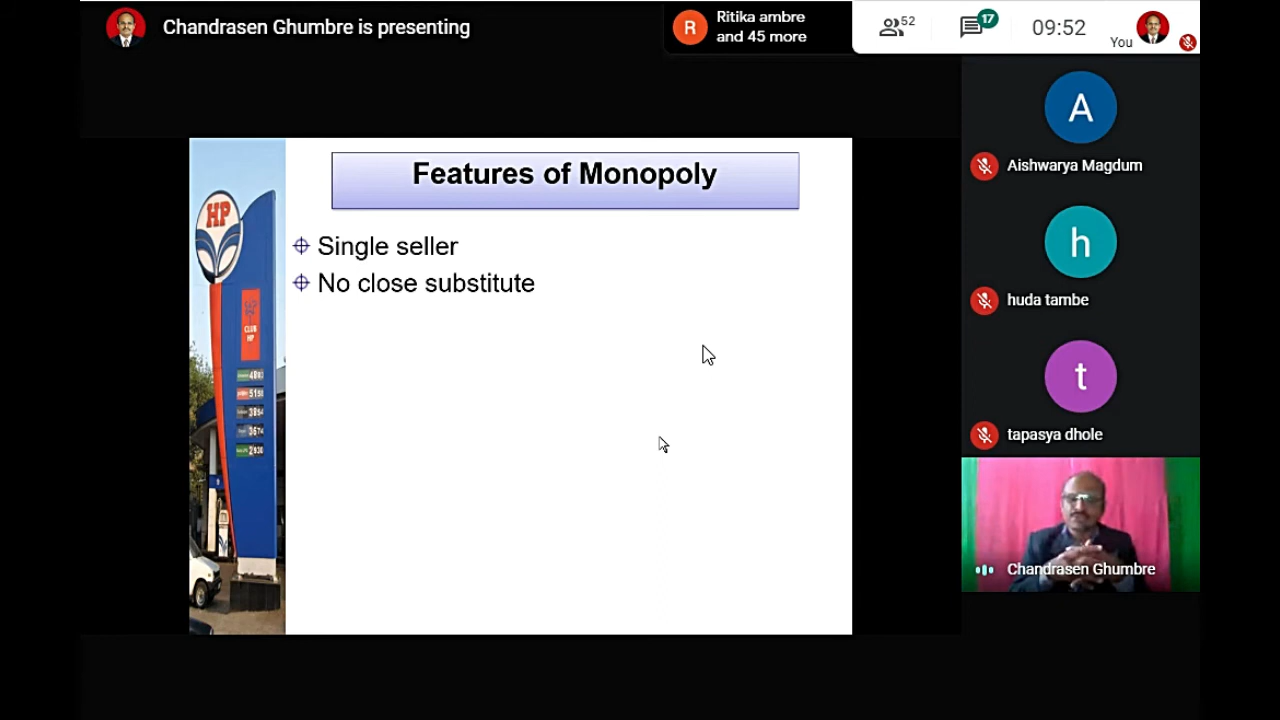 Chandrasen Ghumbre is presenting
R
Ritika ambre
and 45 more
52
17
09:52
You
A
Aishwarya Magdum
h
huda tambe
t
tapasya dhole
Chandrasen Ghumbre
Features of Monopoly
Single seller
No close substitute
HP
CLUB
HP